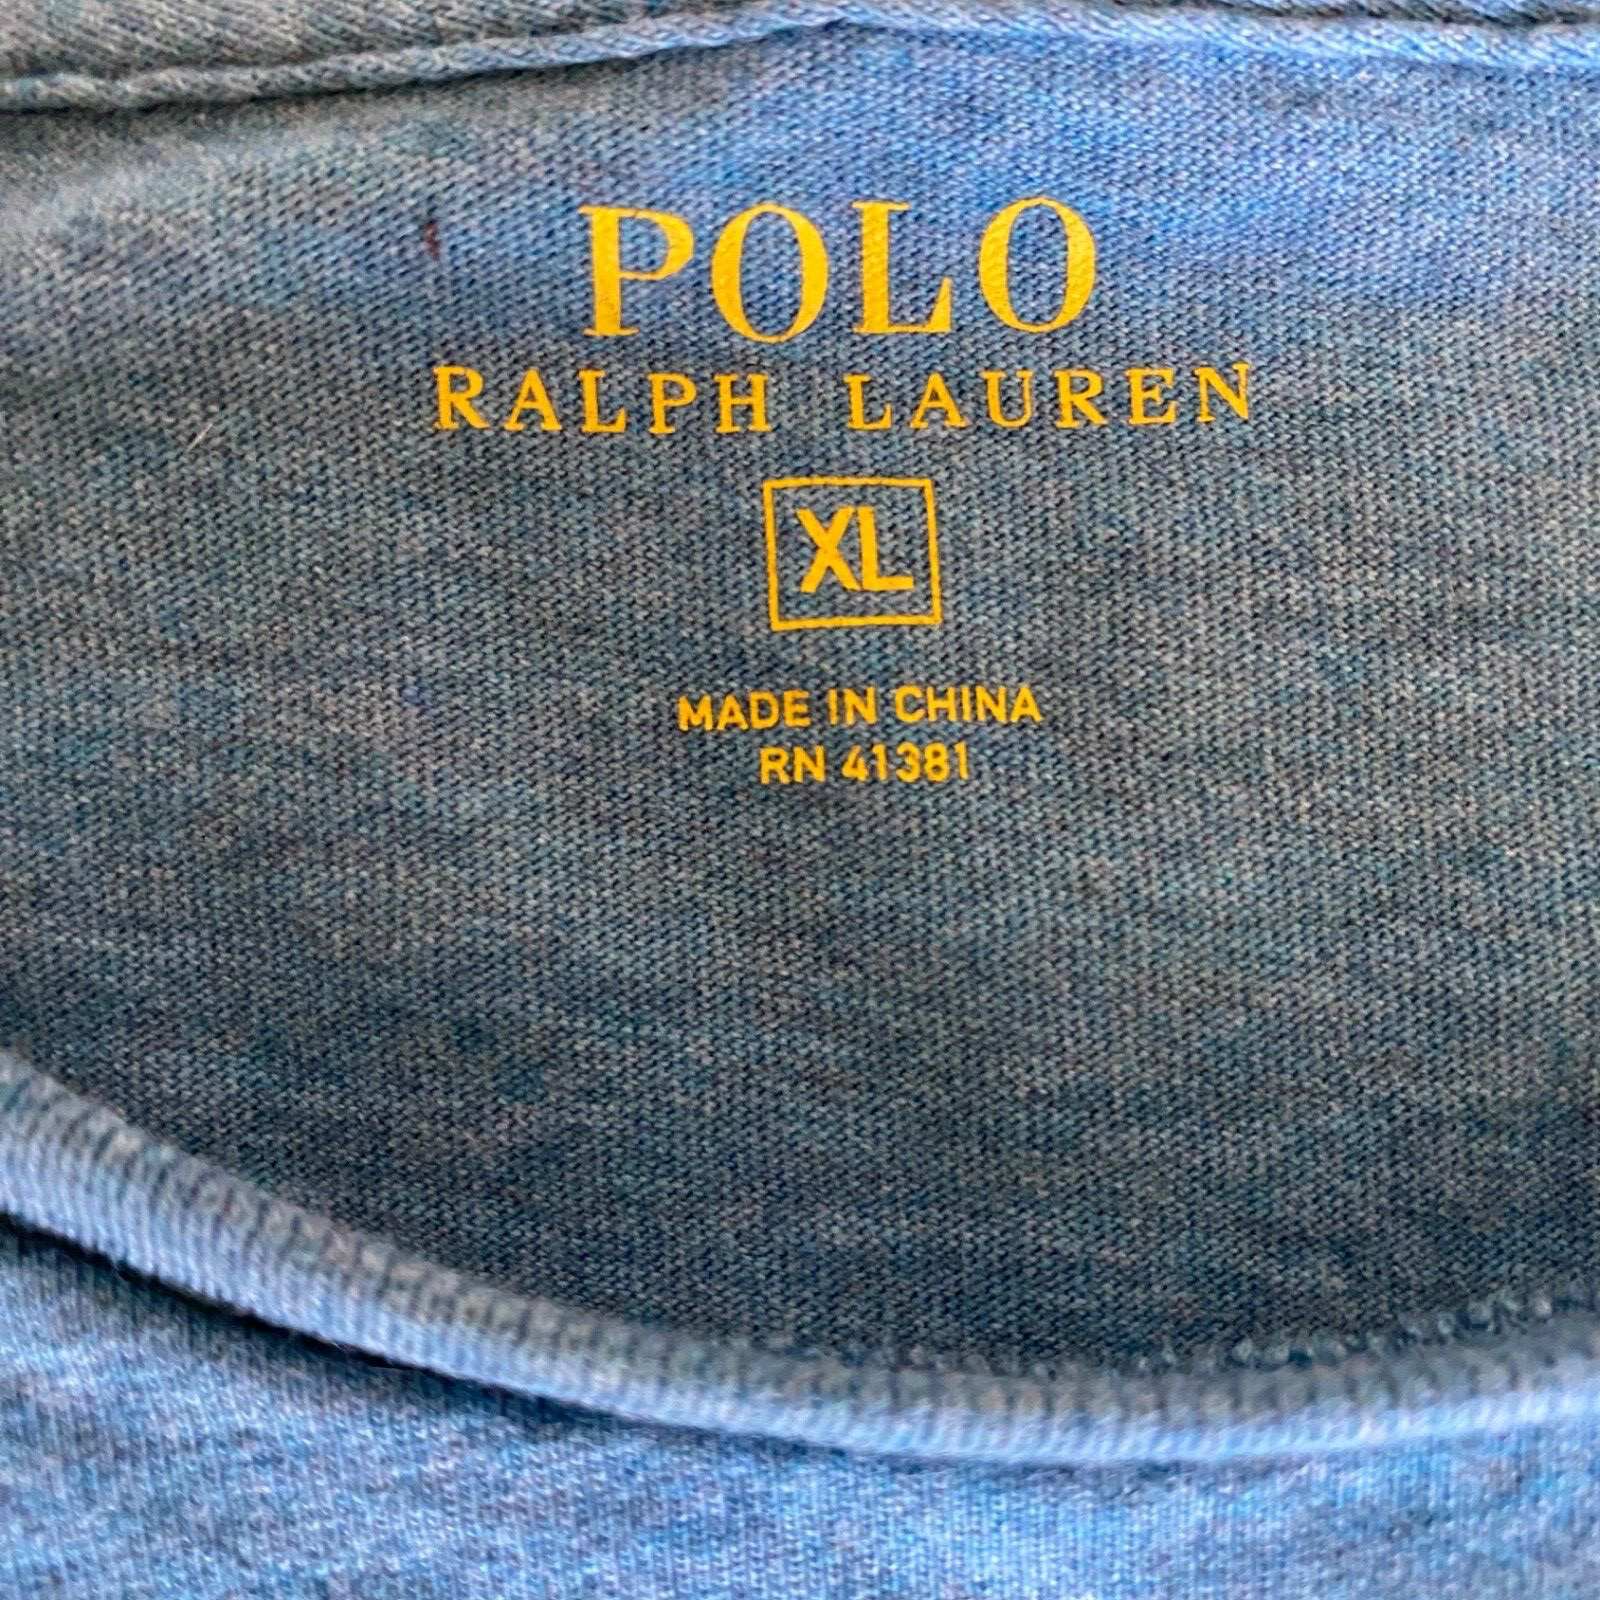 POLO
RALPH LAUREN
XL
MADE IN CHINA
RN 41381